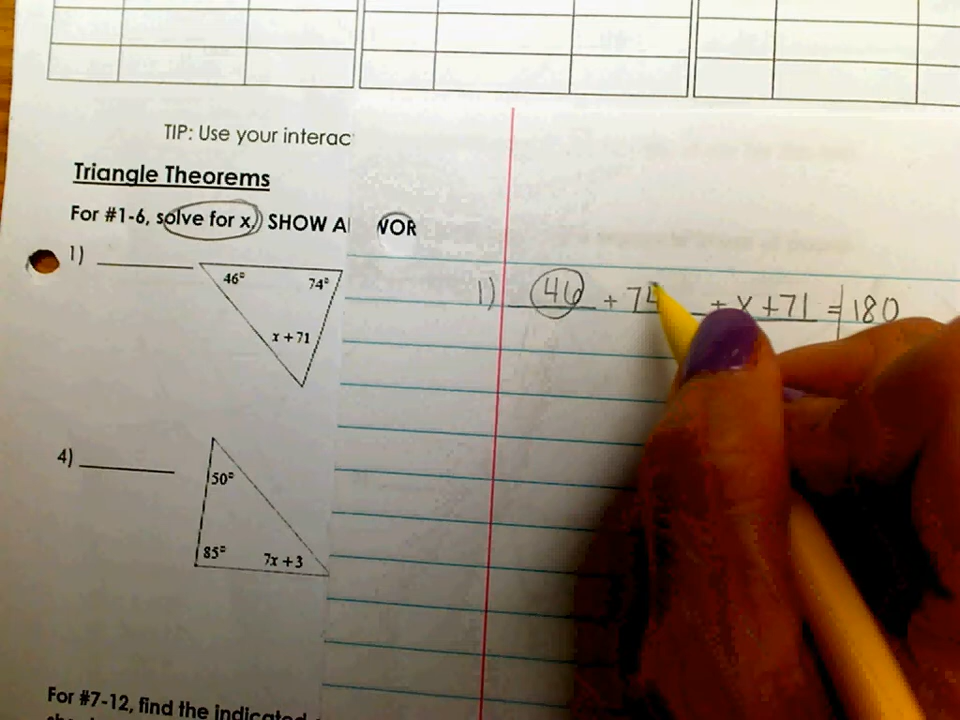 TIP: Use your interac
Triangle Theorems
For #1-6, solve for x, SHOW A WOR
1)
46°
74°
x + 71
1) 46 + 74 + x + 71 = 180
4)
50°
85°
7x + 3
For #7-12, find the indicated